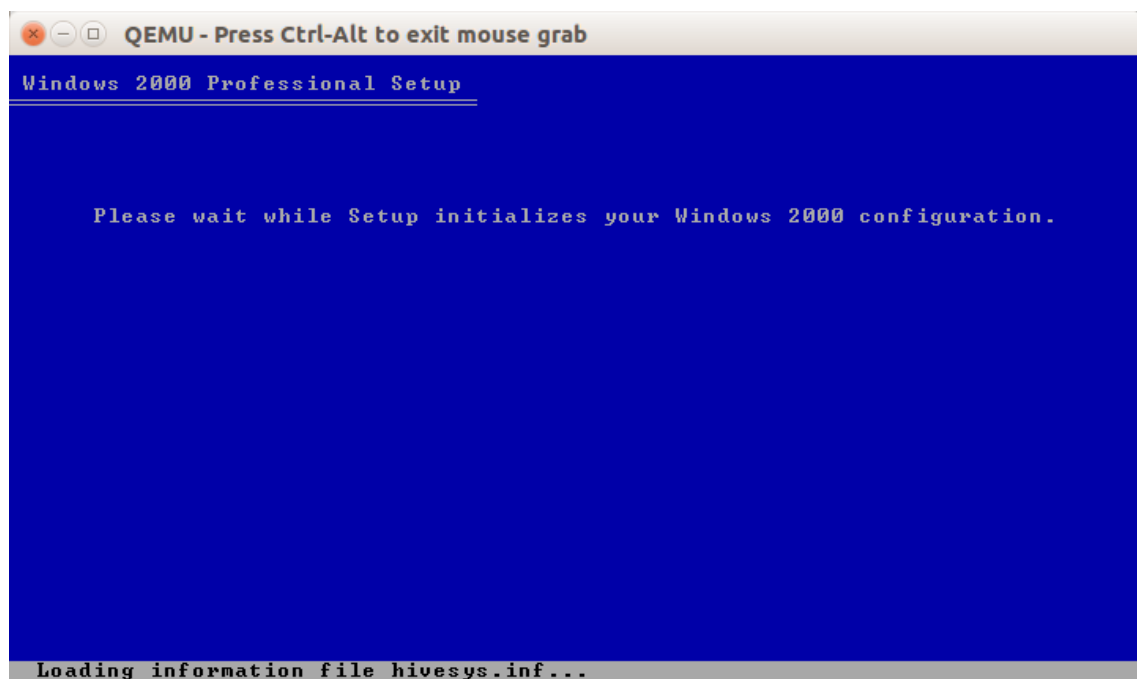 QEMU - Press Ctrl-Alt to exit mouse grab
Windows 2000 Professional Setup
Please wait while Setup initializes your Windows 2000 configuration.
Loading information file hivesys.inf...